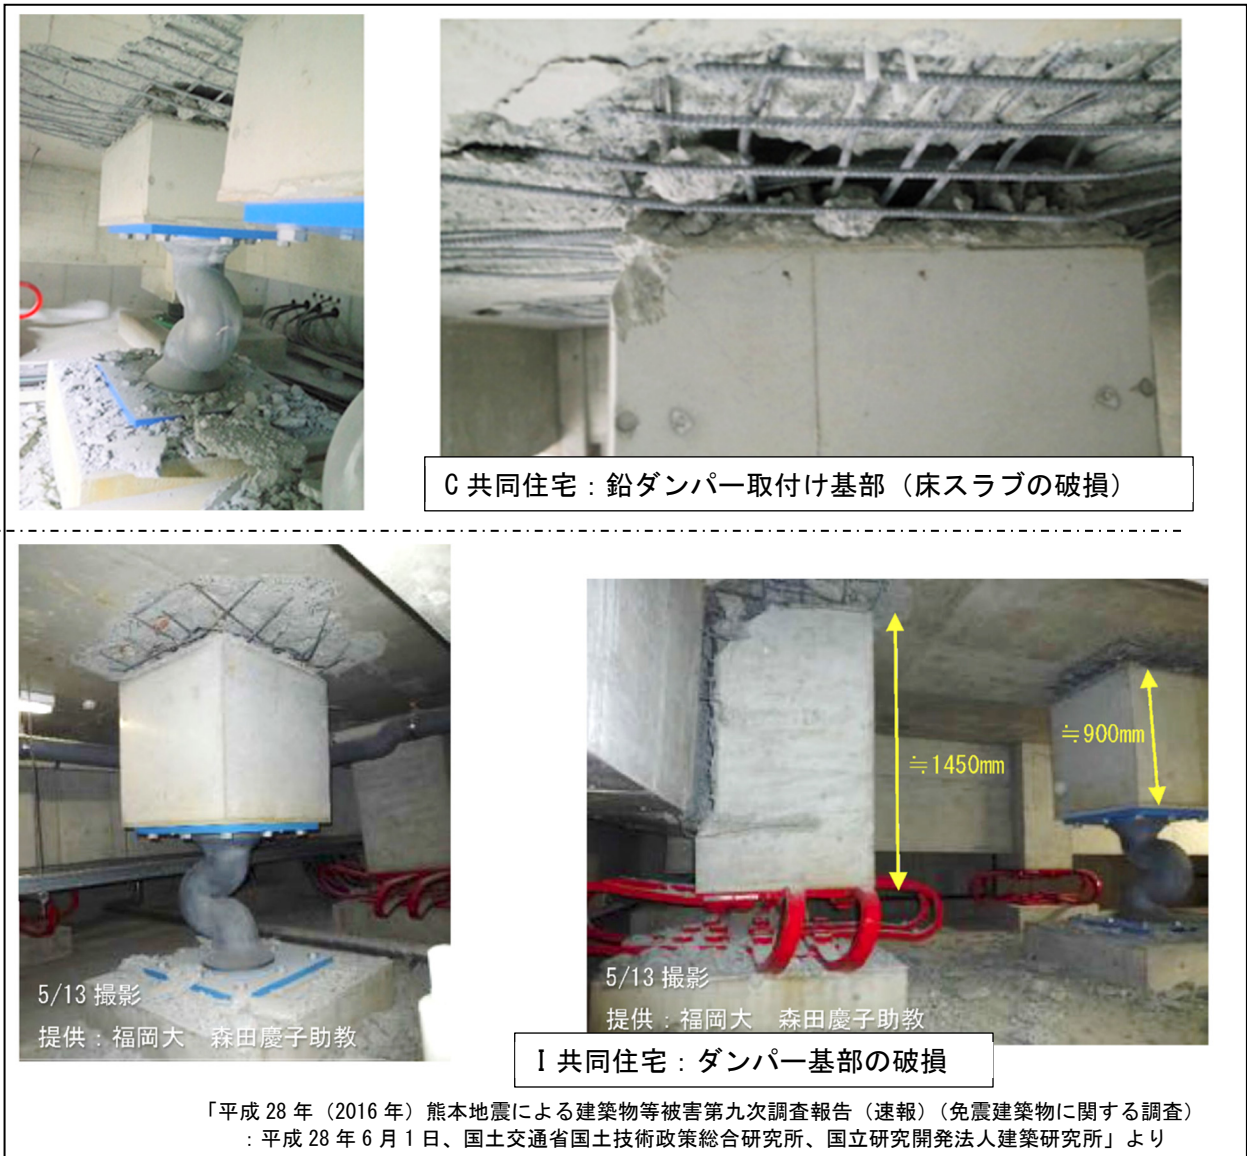 C 共同住宅：鉛ダンパー取付け基部（床スラブの破損）
5/13 撮影
提供：福岡大　森田慶子助教
≒1450mm
≒900mm
5/13 撮影
提供：福岡大　森田慶子助教
I 共同住宅：ダンパー基部の破損
「平成 28 年（2016 年）熊本地震による建築物等被害第九次調査報告（速報）（免震建築物に関する調査）
：平成 28 年 6 月 1 日、国土交通省国土技術政策総合研究所、国立研究開発法人建築研究所」より